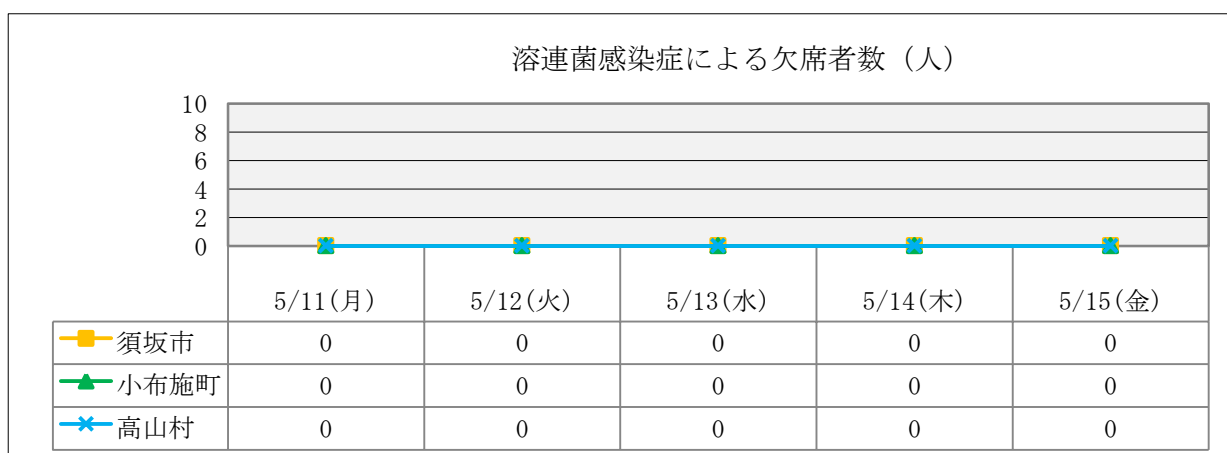 溶連菌感染症による欠席者数（人）
10
8
6
4
2
0
5/11(月) 5/12(火) 5/13(水) 5/14(木) 5/15(金)
須坂市 0 0 0 0 0
小布施町 0 0 0 0 0
高山村 0 0 0 0 0